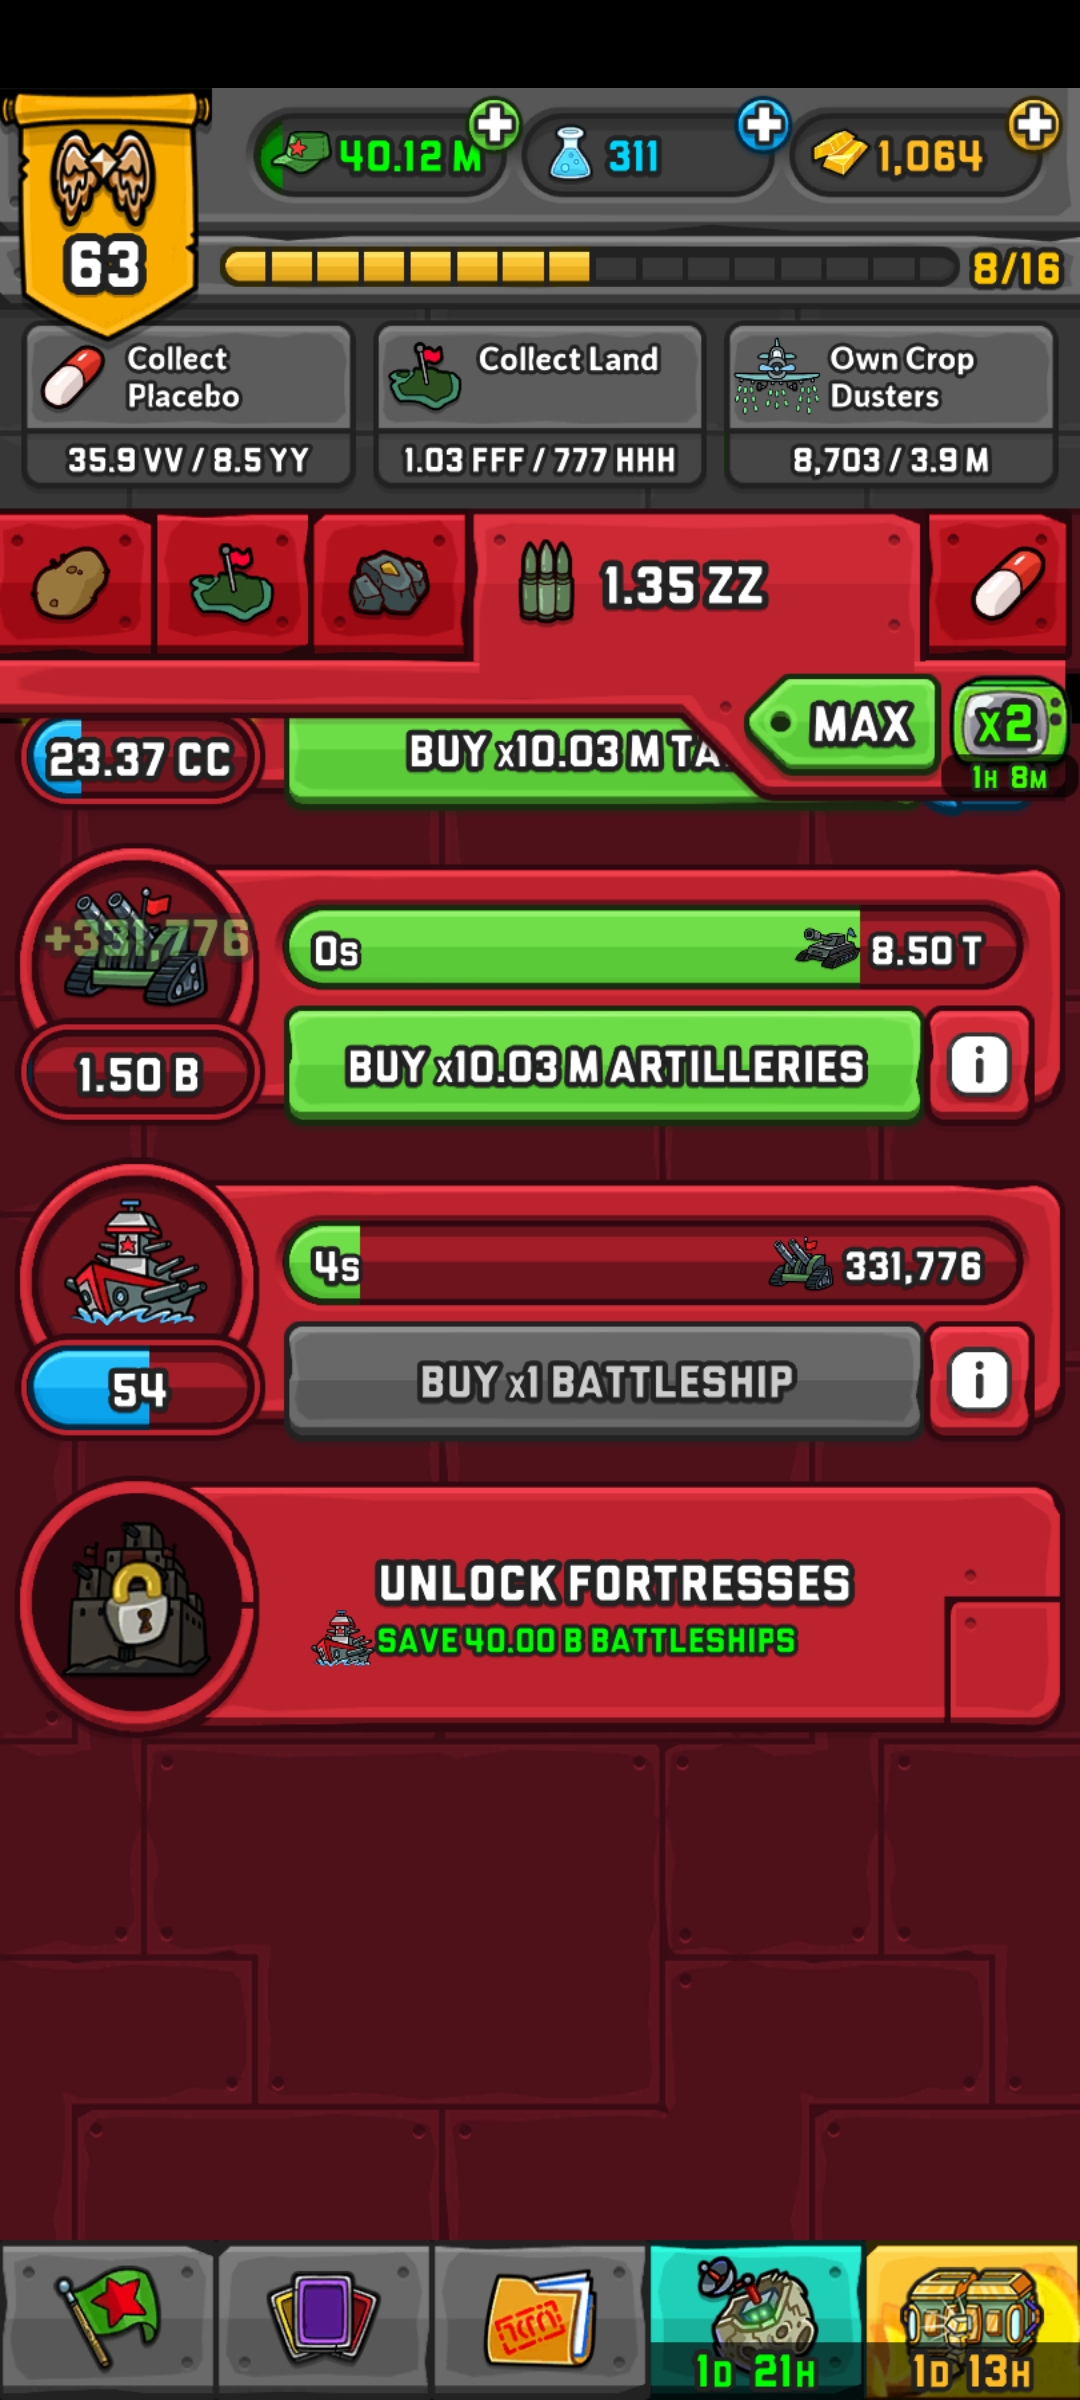 40.12 M
311
1,064
63
8/16
Collect
Placebo
35.9 VV / 8.5 YY
Collect Land
1.03 FFF / 777 HHH
Own Crop
Dusters
8,703 / 3.9 M
1.35 ZZ
MAX
x2
1H 8M
23.37 CC
BUY x10.03 M TA
+331,776
0s
8.50 T
1.50 B
BUY x10.03 M ARTILLERIES
i
4s
331,776
54
BUY x1 BATTLESHIP
i
UNLOCK FORTRESSES
SAVE 40.00 B BATTLESHIPS
1D 21H
1D 13H